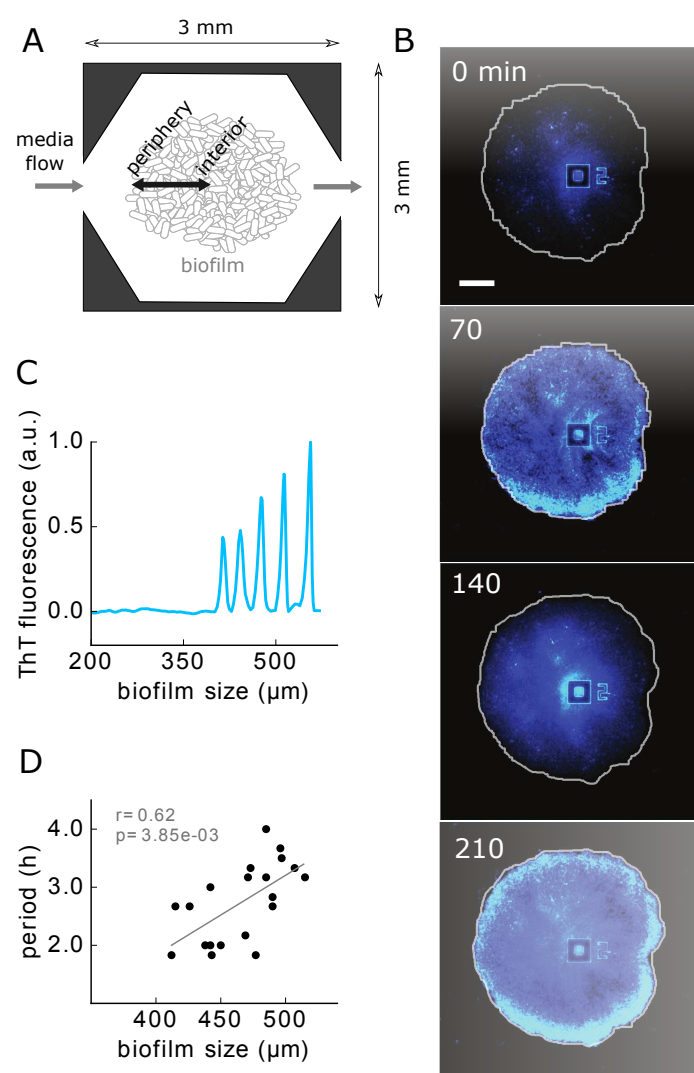 A
3 mm
media
flow
periphery
interior
biofilm
3 mm
B
0 min
70
140
210
C
ThT fluorescence (a.u.)
1.0
0.5
0.0
200
350
500
biofilm size (μm)
D
r= 0.62
p= 3.85e-03
period (h)
4.0
3.0
2.0
400
450
500
biofilm size (μm)